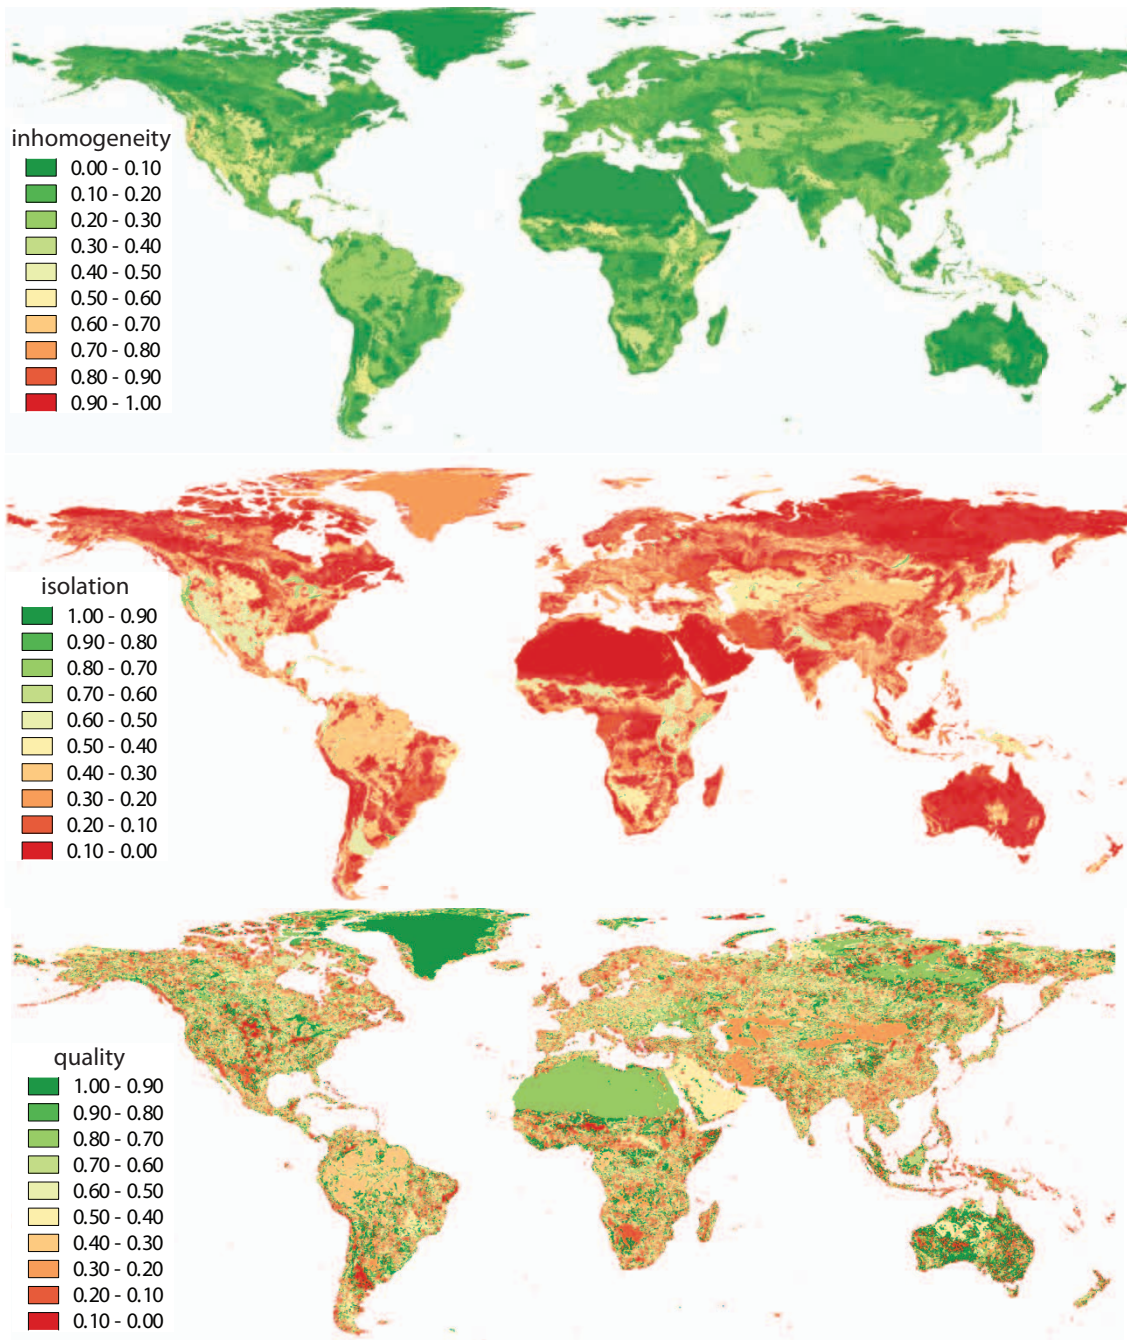 inhomogeneity
0.00 - 0.10
0.10 - 0.20
0.20 - 0.30
0.30 - 0.40
0.40 - 0.50
0.50 - 0.60
0.60 - 0.70
0.70 - 0.80
0.80 - 0.90
0.90 - 1.00
isolation
1.00 - 0.90
0.90 - 0.80
0.80 - 0.70
0.70 - 0.60
0.60 - 0.50
0.50 - 0.40
0.40 - 0.30
0.30 - 0.20
0.20 - 0.10
0.10 - 0.00
quality
1.00 - 0.90
0.90 - 0.80
0.80 - 0.70
0.70 - 0.60
0.60 - 0.50
0.50 - 0.40
0.40 - 0.30
0.30 - 0.20
0.20 - 0.10
0.10 - 0.00